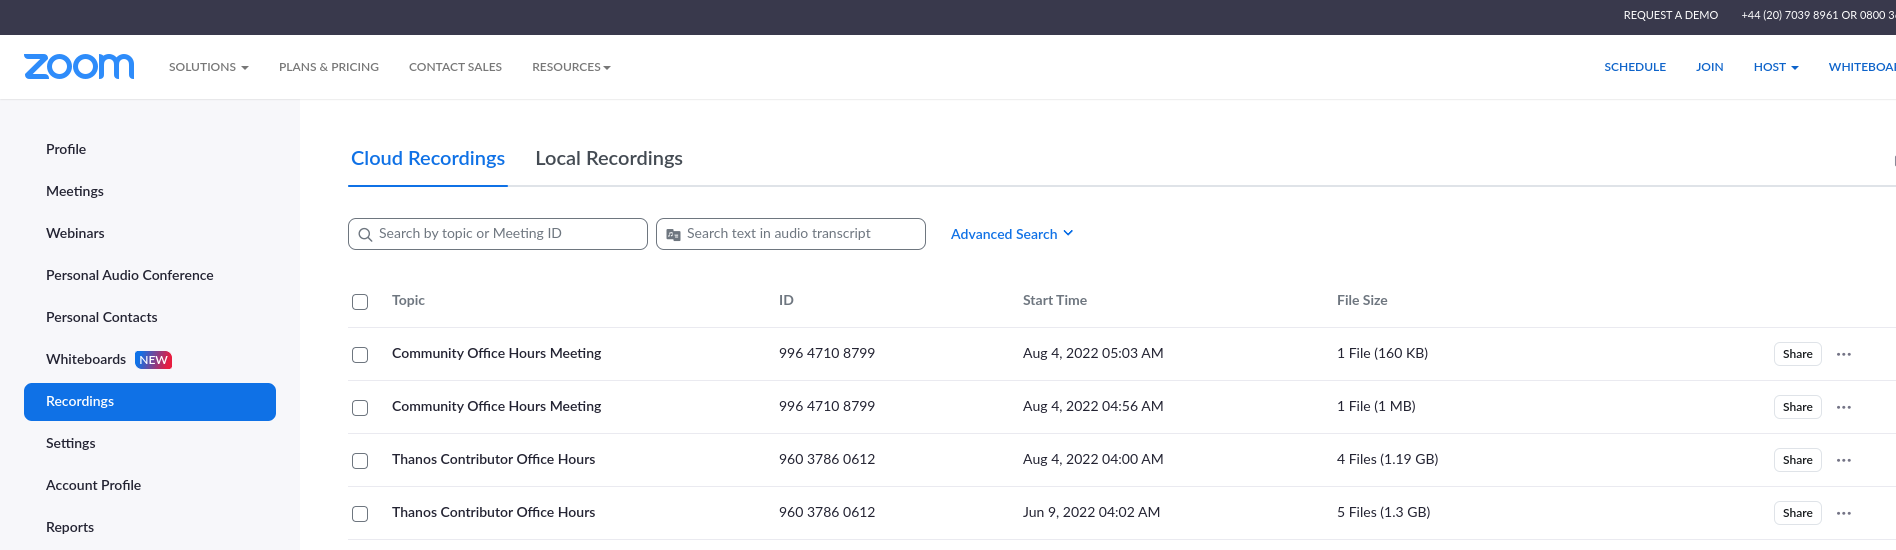 REQUEST A DEMO +44 (20) 7039 8961 OR 0800 3
zoom SOLUTIONS PLANS & PRICING CONTACT SALES RESOURCES SCHEDULE JOIN HOST WHITEBOA
Profile
Meetings
Webinars
Personal Audio Conference
Personal Contacts
Whiteboards NEW
Recordings
Settings
Account Profile
Reports
Cloud Recordings Local Recordings
Search by topic or Meeting ID Search text in audio transcript Advanced Search
Topic ID Start Time File Size
Community Office Hours Meeting 996 4710 8799 Aug 4, 2022 05:03 AM 1 File (160 KB) Share
Community Office Hours Meeting 996 4710 8799 Aug 4, 2022 04:56 AM 1 File (1 MB) Share
Thanos Contributor Office Hours 960 3786 0612 Aug 4, 2022 04:00 AM 4 Files (1.19 GB) Share
Thanos Contributor Office Hours 960 3786 0612 Jun 9, 2022 04:02 AM 5 Files (1.3 GB) Share